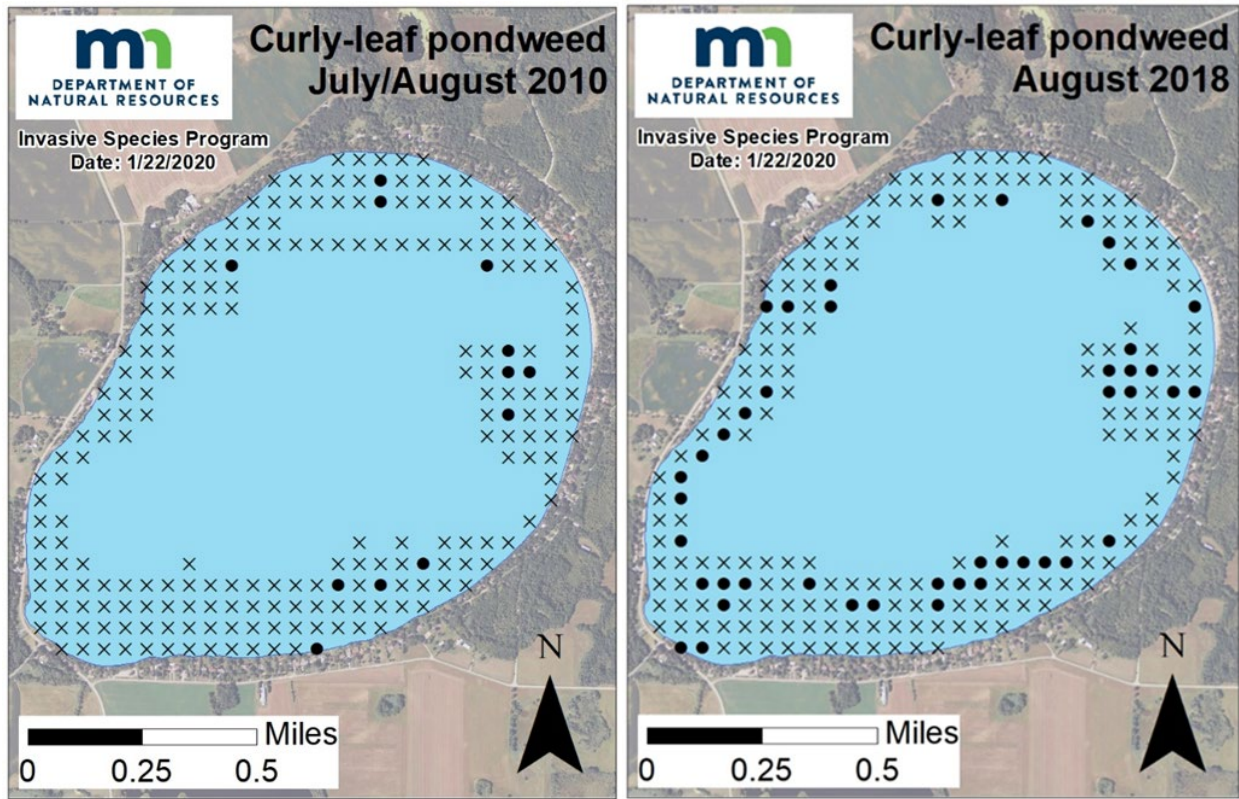 mn
DEPARTMENT OF
NATURAL RESOURCES
Curly-leaf pondweed
July/August 2010
Invasive Species Program
Date: 1/22/2020
N
Miles
0 0.25 0.5
mn
DEPARTMENT OF
NATURAL RESOURCES
Curly-leaf pondweed
August 2018
Invasive Species Program
Date: 1/22/2020
N
Miles
0 0.25 0.5